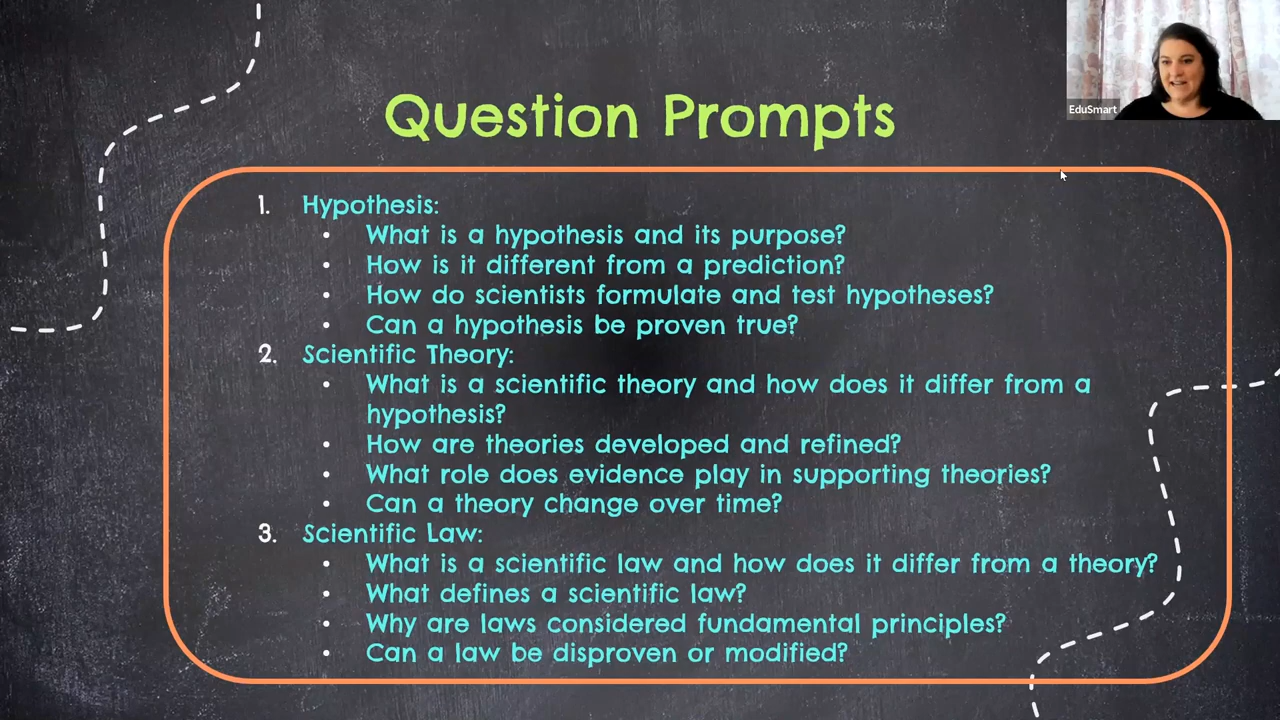 Question Prompts
EduSmart
1. Hypothesis:
• What is a hypothesis and its purpose?
• How is it different from a prediction?
• How do scientists formulate and test hypotheses?
• Can a hypothesis be proven true?
2. Scientific Theory:
• What is a scientific theory and how does it differ from a
hypothesis?
• How are theories developed and refined?
• What role does evidence play in supporting theories?
• Can a theory change over time?
3. Scientific Law:
• What is a scientific law and how does it differ from a theory?
• What defines a scientific law?
• Why are laws considered fundamental principles?
• Can a law be disproven or modified?